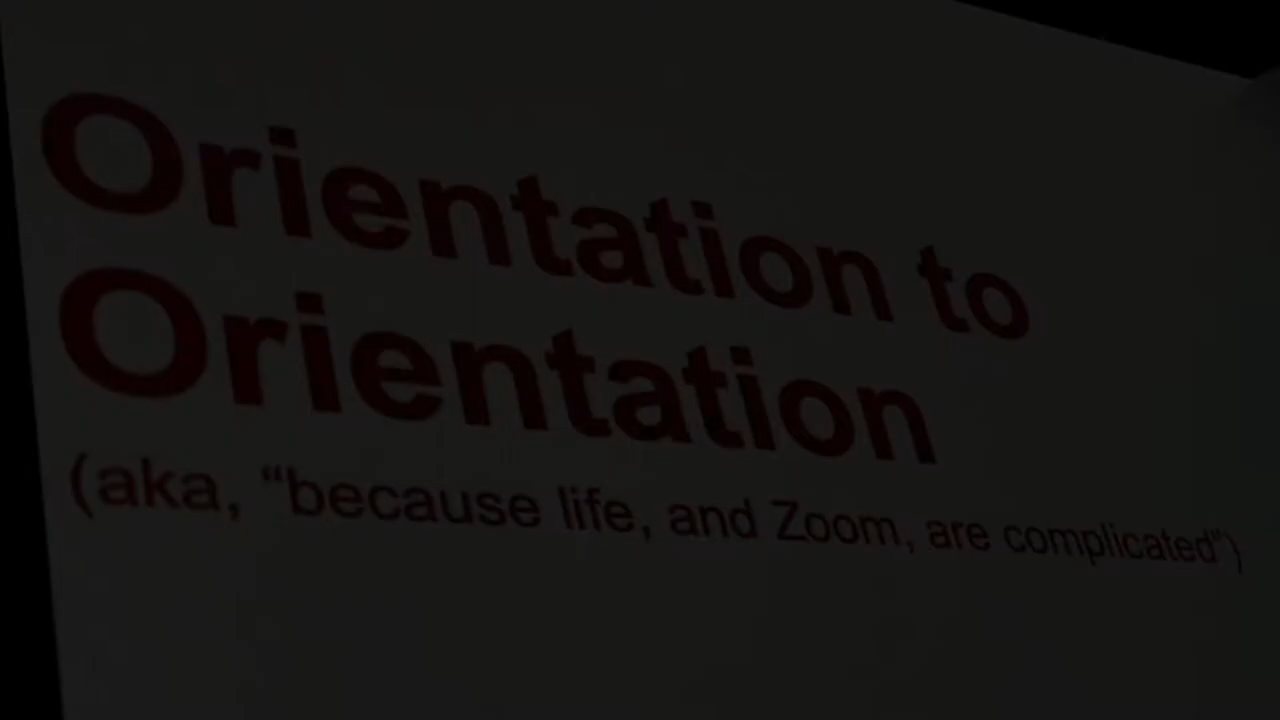 Orientation to
Orientation
(aka, “because life, and Zoom, are complicated”)